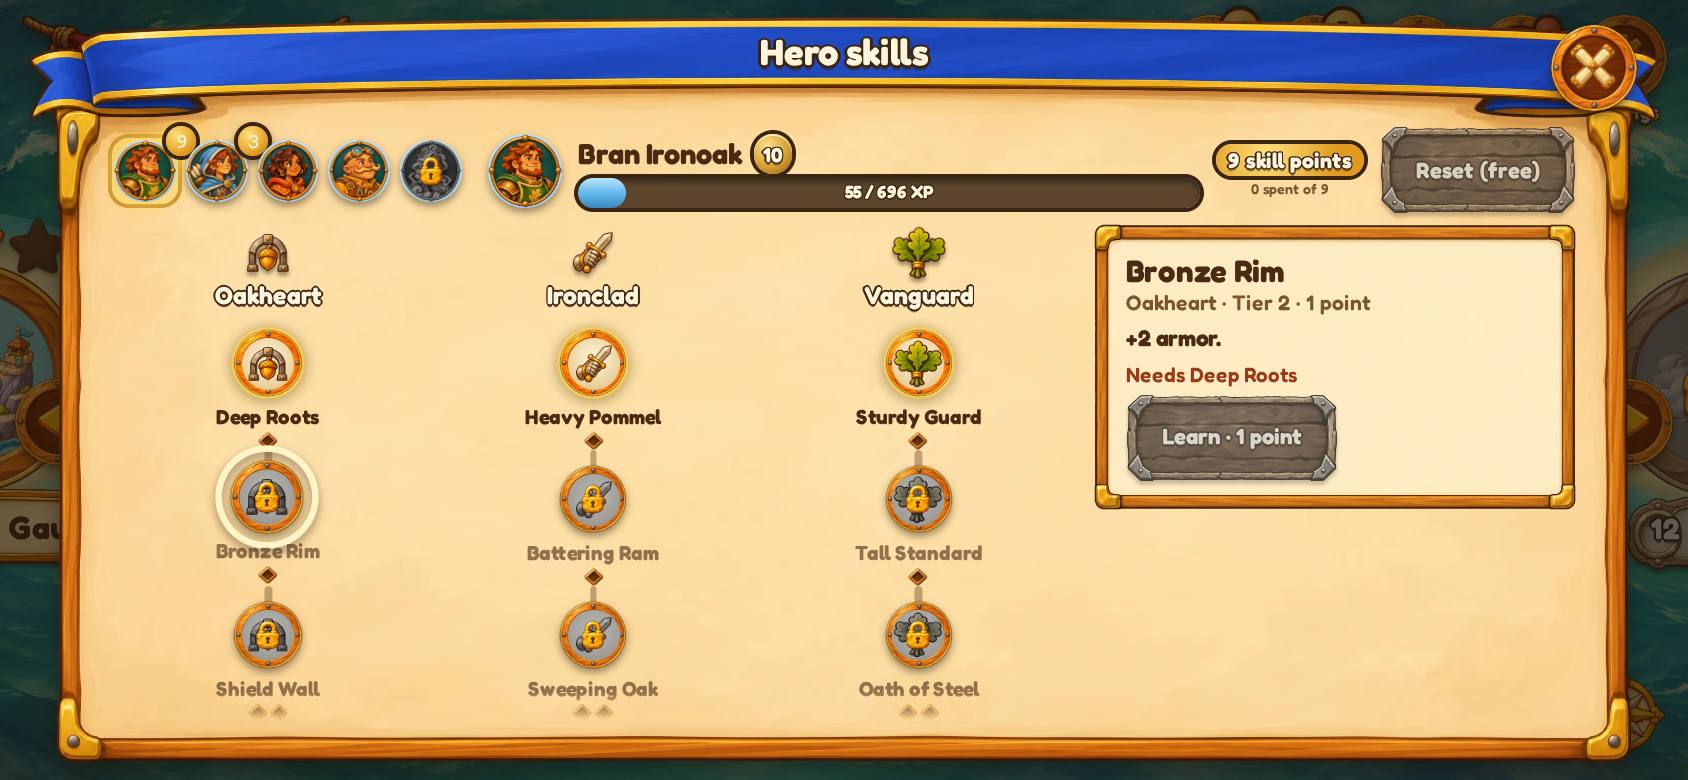 Hero skills
9
3
Bran Ironoak 10
55 / 696 XP
9 skill points
0 spent of 9
Reset (free)
Oakheart
Ironclad
Vanguard
Deep Roots
Heavy Pommel
Sturdy Guard
Bronze Rim
Battering Ram
Tall Standard
Shield Wall
Sweeping Oak
Oath of Steel
Bronze Rim
Oakheart · Tier 2 · 1 point
+2 armor.
Needs Deep Roots
Learn · 1 point
Gau
12